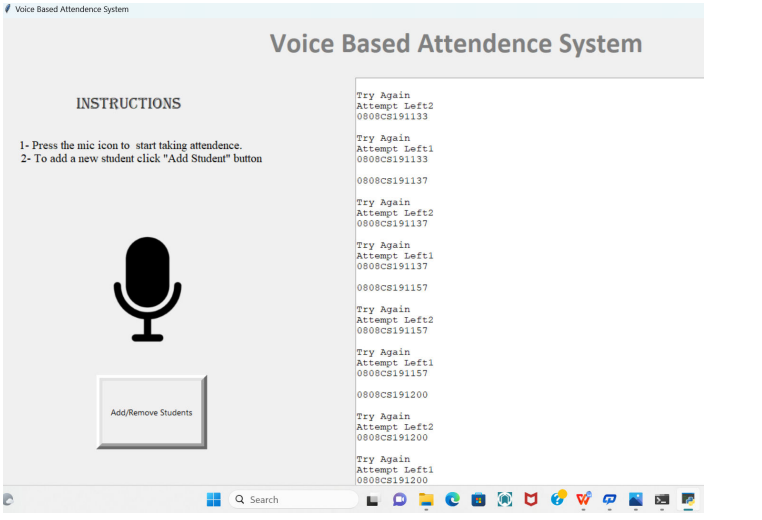 Voice Based Attendence System
Voice Based Attendence System
INSTRUCTIONS
1- Press the mic icon to  start taking attendence.
2- To add a new student click "Add Student" button
Add/Remove Students
Try Again
Attempt Left2
0808CS191133
Try Again
Attempt Left1
0808CS191133
0808CS191137
Try Again
Attempt Left2
0808CS191137
Try Again
Attempt Left1
0808CS191137
0808CS191157
Try Again
Attempt Left2
0808CS191157
Try Again
Attempt Left1
0808CS191157
0808CS191200
Try Again
Attempt Left2
0808CS191200
Try Again
Attempt Left1
0808CS191200
Search